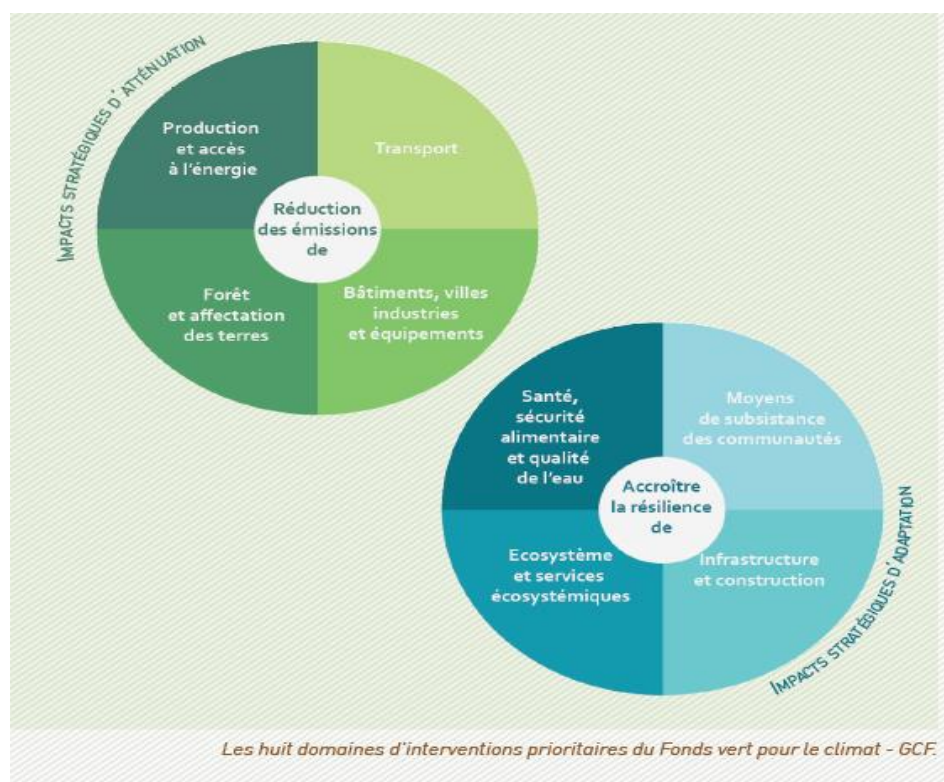 IMPACTS STRATÉGIQUES D'ATTÉNUATION
Production
et accès
à l'énergie
Transport
Réduction
des émissions
de
Forêt
et affectation
des terres
Bâtiments, villes
industries
et équipements
Santé,
sécurité
alimentaire
et qualité
de l'eau
Moyens
de subsistance
des communautés
Accroître
la résilience
de
Ecosystème
et services
écosystémiques
Infrastructure
et construction
IMPACTS STRATÉGIQUES D'ADAPTATION
Les huit domaines d'interventions prioritaires du Fonds vert pour le climat - GCF.